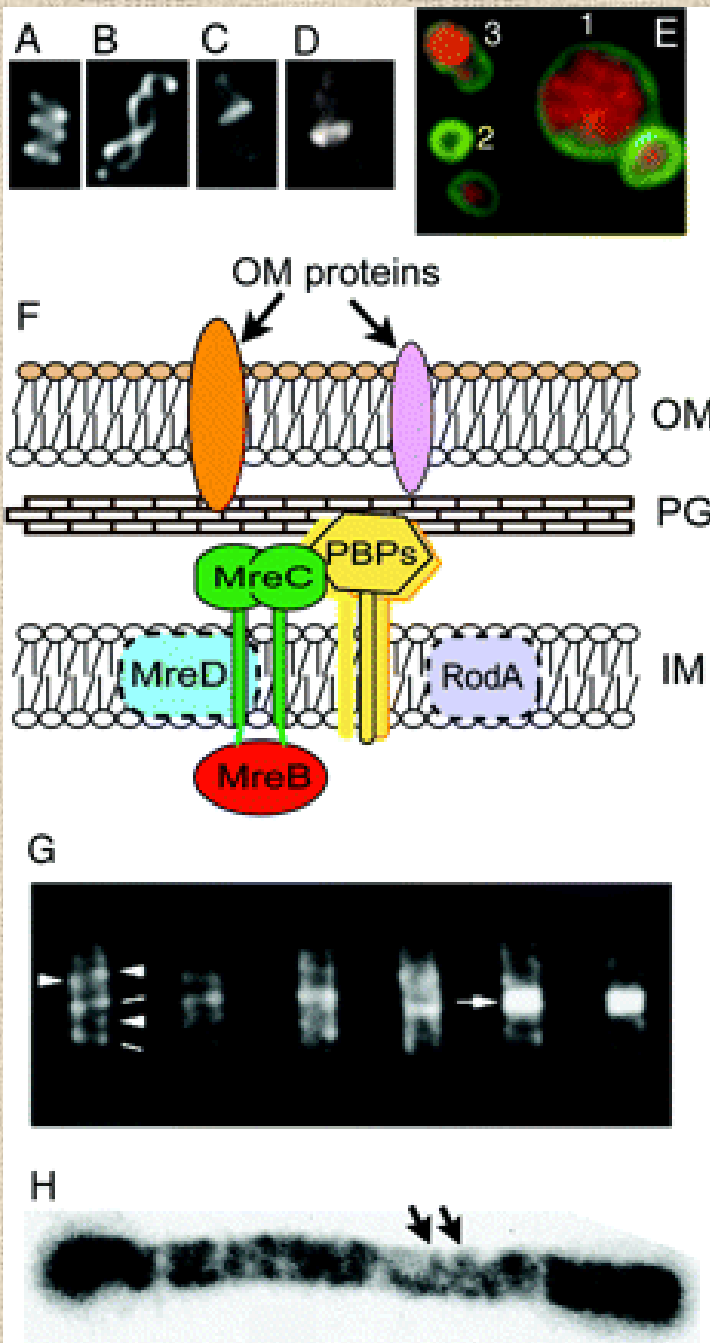 A B C D
3 1 E
2
OM proteins
F
OM
PG
PBPs
MreC
MreD
RodA
IM
MreB
G
H